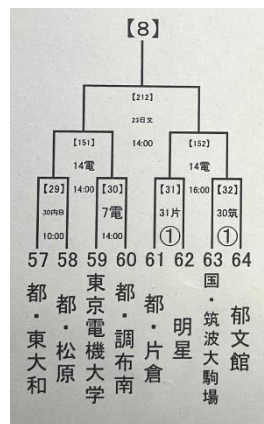 【8】
【212】
23日文
14:00
【151】
14電
14:00
【152】
14電
16:00
【29】
30内日
10:00
【30】
7電
14:00
【31】
31片
①
【32】
30筑
①
57
58
59
60
61
62
63
64
都・東大和
都・松原
東京電機大学
都・調布南
都・片倉
明星
国・筑波大駒場
郁文館